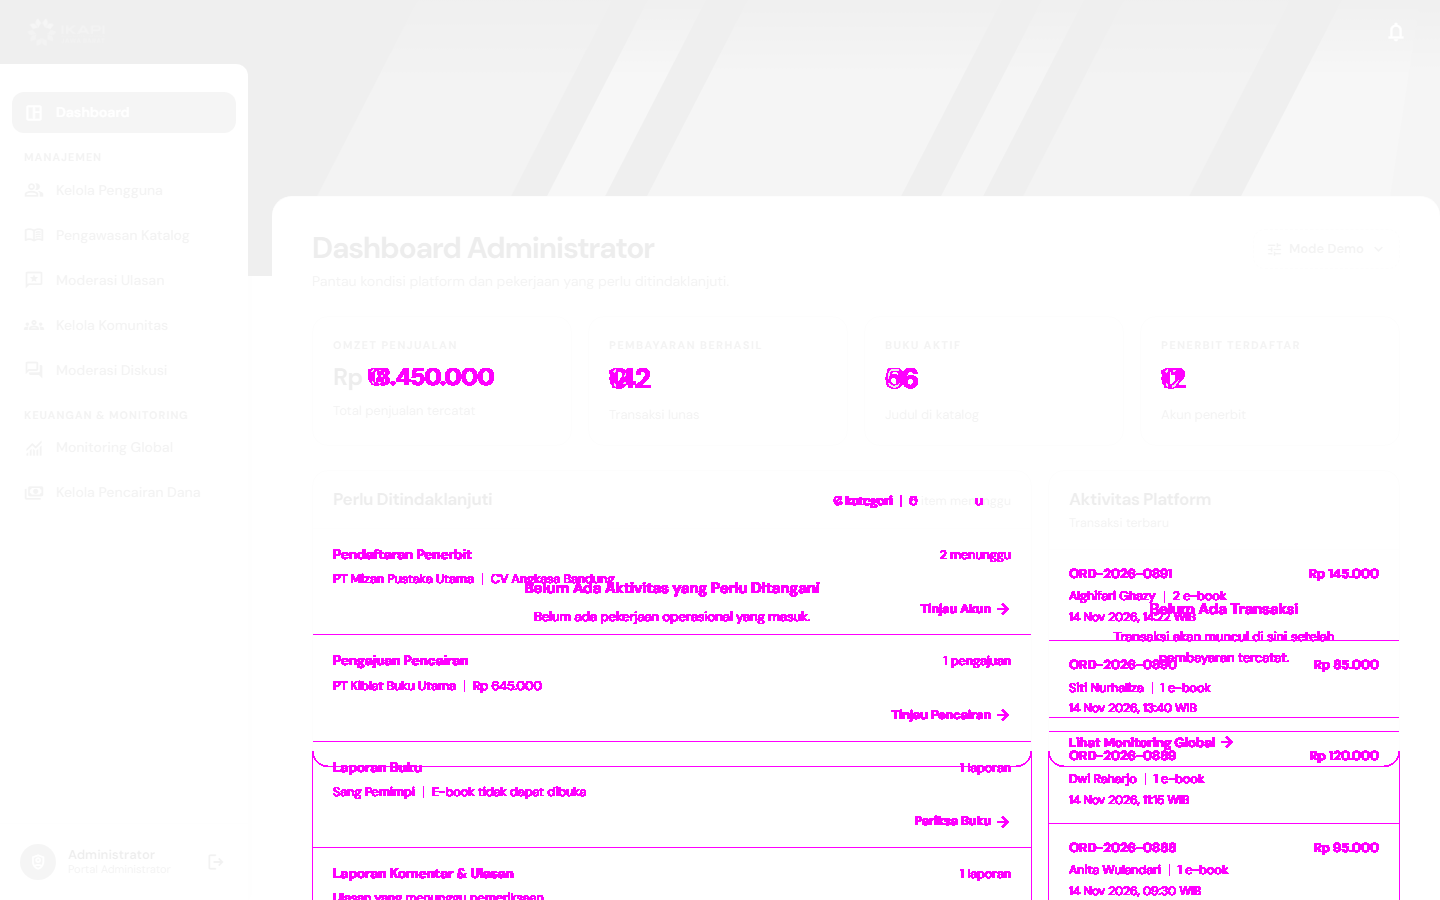 Dashboard
MANAJEMEN
Kelola Pengguna
Pengawasan Katalog
Moderasi Ulasan
Kelola Komunitas
Moderasi Diskusi
KEUANGAN & MONITORING
Monitoring Global
Kelola Pencairan Dana
Administrator
Portal Administrator
Dashboard Administrator
Mode Demo
Pantau kondisi platform dan pekerjaan yang perlu ditindaklanjuti.
OMZET PENJUALAN
Rp .450.000
Total penjualan tercatat
PEMBAYARAN BERHASIL
Transaksi lunas
BUKU AKTIF
Judul di katalog
PENERBIT TERDAFTAR
Akun penerbit
Perlu Ditindaklanjuti
kategori |
Pendaftaran Penerbit
2 menunggu
PT Mizan Pustaka Utama | CV Angkasa Bandung
Belum Ada Aktivitas yang Perlu Ditangani
Belum ada pekerjaan operasional yang masuk.
Tinjau Akun →
Pengajuan Pencairan
1 pengajuan
PT Kiblat Buku Utama | Rp 645.000
Tinjau Pencairan →
Laporan Buku
1 laporan
Sang Pemimpi | E-book tidak dapat dibuka
Periksa Buku →
Laporan Komentar & Ulasan
1 laporan
Ulasan yang menunggu pemeriksaan
Aktivitas Platform
Transaksi terbaru
ORD-2026-0891
Rp 145.000
Alghifari Ghazy | 2 e-book
14 Nov 2026, 14:22 WIB
Belum Ada Transaksi
Transaksi akan muncul di sini setelah
pembayaran tercatat.
ORD-2026-0890
Rp 85.000
Siti Nurhaliza | 1 e-book
14 Nov 2026, 13:40 WIB
Lihat Monitoring Global →
ORD-2026-0889
Rp 120.000
Dwi Raharjo | 1 e-book
14 Nov 2026, 11:15 WIB
ORD-2026-0888
Rp 95.000
Anita Wulandari | 1 e-book
14 Nov 2026, 09:30 WIB